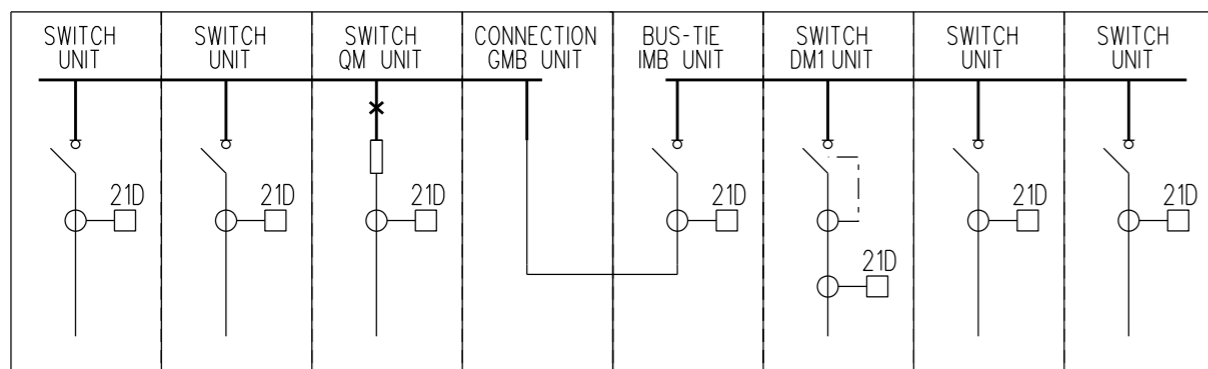 SWITCH
UNIT
SWITCH
UNIT
SWITCH
QM UNIT
CONNECTION
GMB UNIT
BUS-TIE
IMB UNIT
SWITCH
DM1 UNIT
SWITCH
UNIT
SWITCH
UNIT
21D
21D
21D
21D
21D
21D
21D